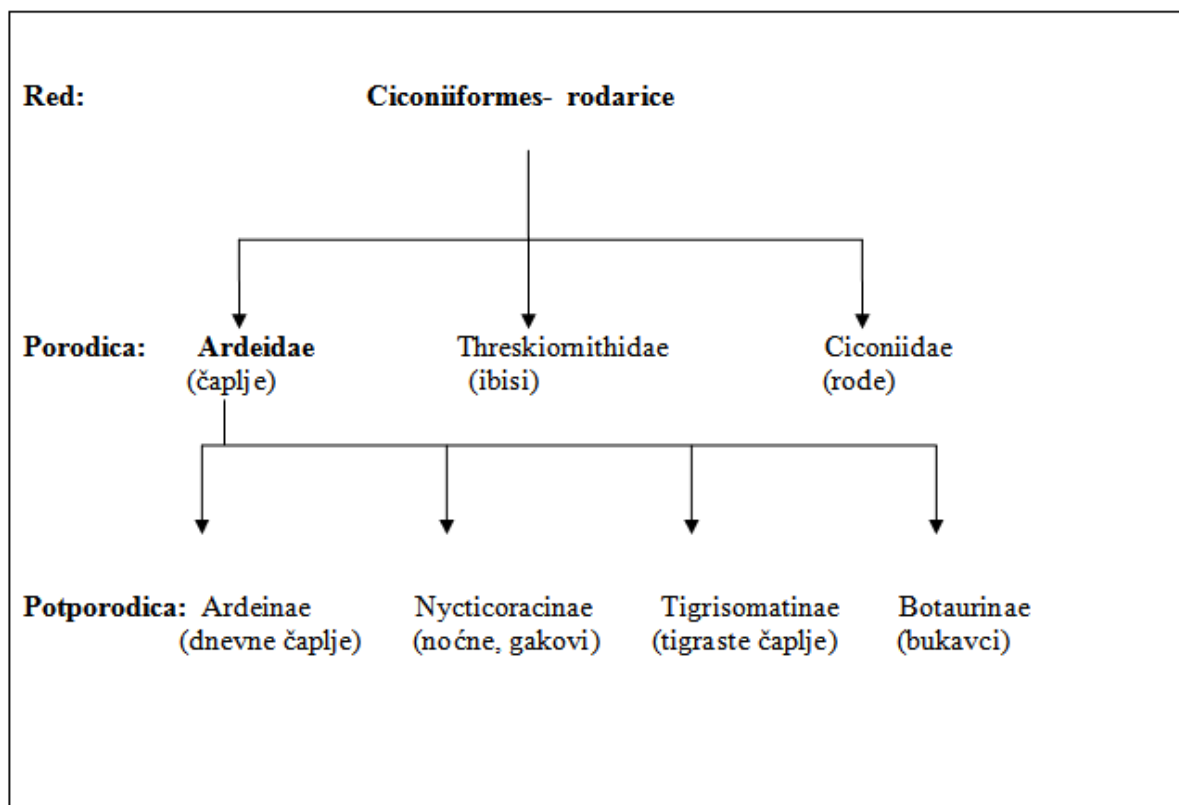 Red: Ciconiiformes- rodarice
Porodica: Ardeidae Threskiornithidae Ciconiidae
(čaplje) (ibisi) (rode)
Potporodica: Ardeinae Nycticoracinae Tigrisomatinae Botaurinae
(dnevne čaplje) (noćne, gakovi) (tigraste čaplje) (bukavci)